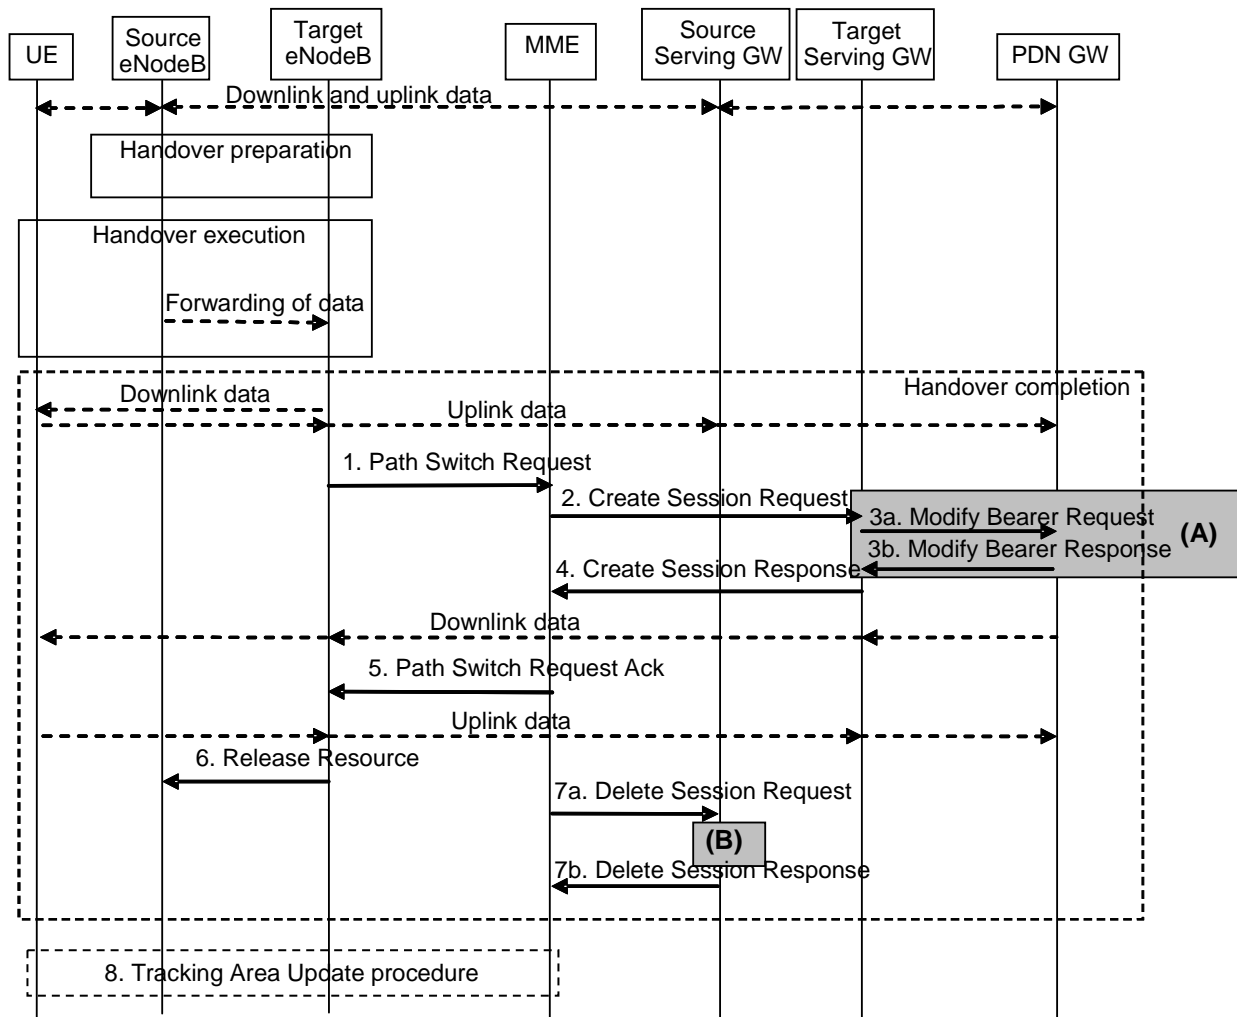 UE
Source
eNodeB
Target
eNodeB
MME
Source
Serving GW
Target
Serving GW
PDN GW
Downlink and uplink data
Handover preparation
Handover execution
Forwarding of data
Handover completion
Downlink data
Uplink data
1. Path Switch Request
2. Create Session Request
3a. Modify Bearer Request
(A)
3b. Modify Bearer Response
4. Create Session Response
Downlink data
5. Path Switch Request Ack
Uplink data
6. Release Resource
7a. Delete Session Request
(B)
7b. Delete Session Response
8. Tracking Area Update procedure